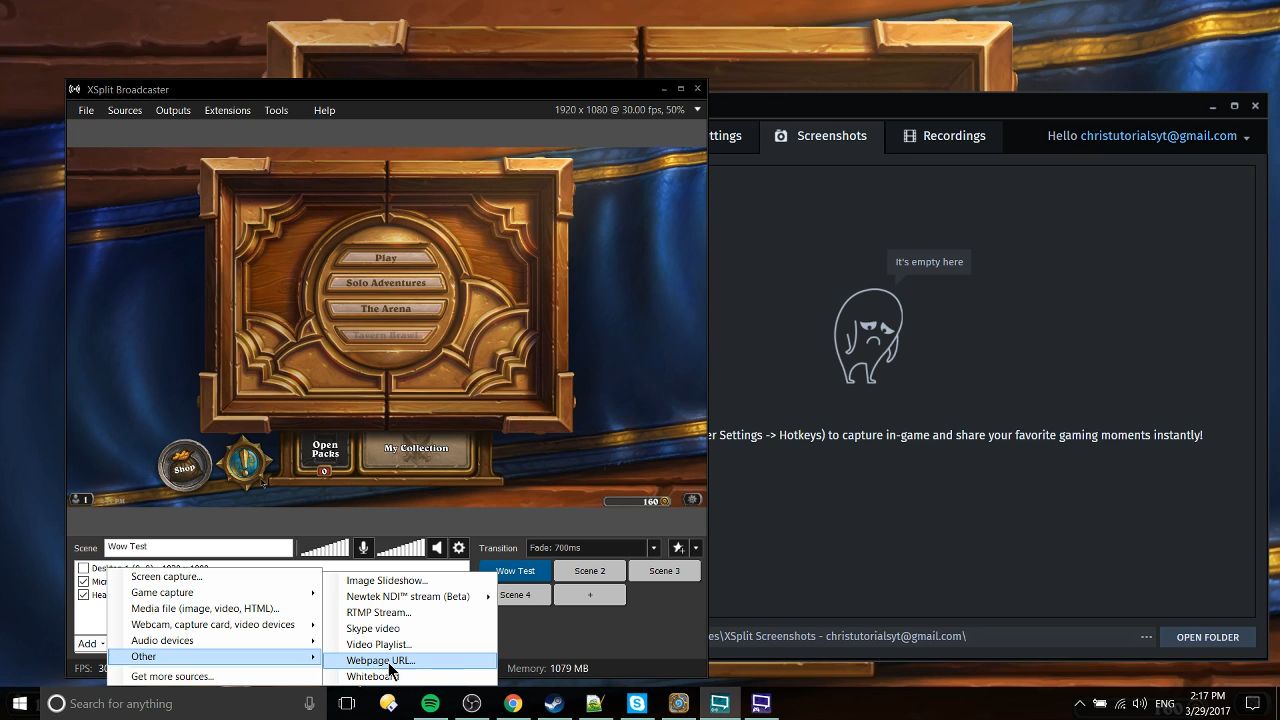 XSplit Broadcaster
File Sources Outputs Extensions Tools Help 1920 x 1080 @ 30.00 fps, 50%
ttings Screenshots Recordings Hello christutorialsyt@gmail.com
Play
Solo Adventures
The Arena
Tavern Brawl
Open
Packs
0
My Collection
Shop
1
160
It's empty here
er Settings -> Hotkeys) to capture in-game and share your favorite gaming moments instantly!
Scene Wow Test Transition Fade: 700ms
Wow Test Scene 2 Scene 3
Scene 4 +
Mic
Hea
Add
Screen capture...
Game capture
Media file (image, video, HTML)...
Webcam, capture card, video devices
Audio devices
Other
Get more sources...
Image Slideshow...
Newtek NDI™ stream (Beta)
RTMP Stream...
Skype video
Video Playlist...
Webpage URL...
Whiteboard
FPS: 30 Memory: 1079 MB
es\XSplit Screenshots - christutorialsyt@gmail.com\ ... OPEN FOLDER
Search for anything
ENG
2:17 PM
3/29/2017